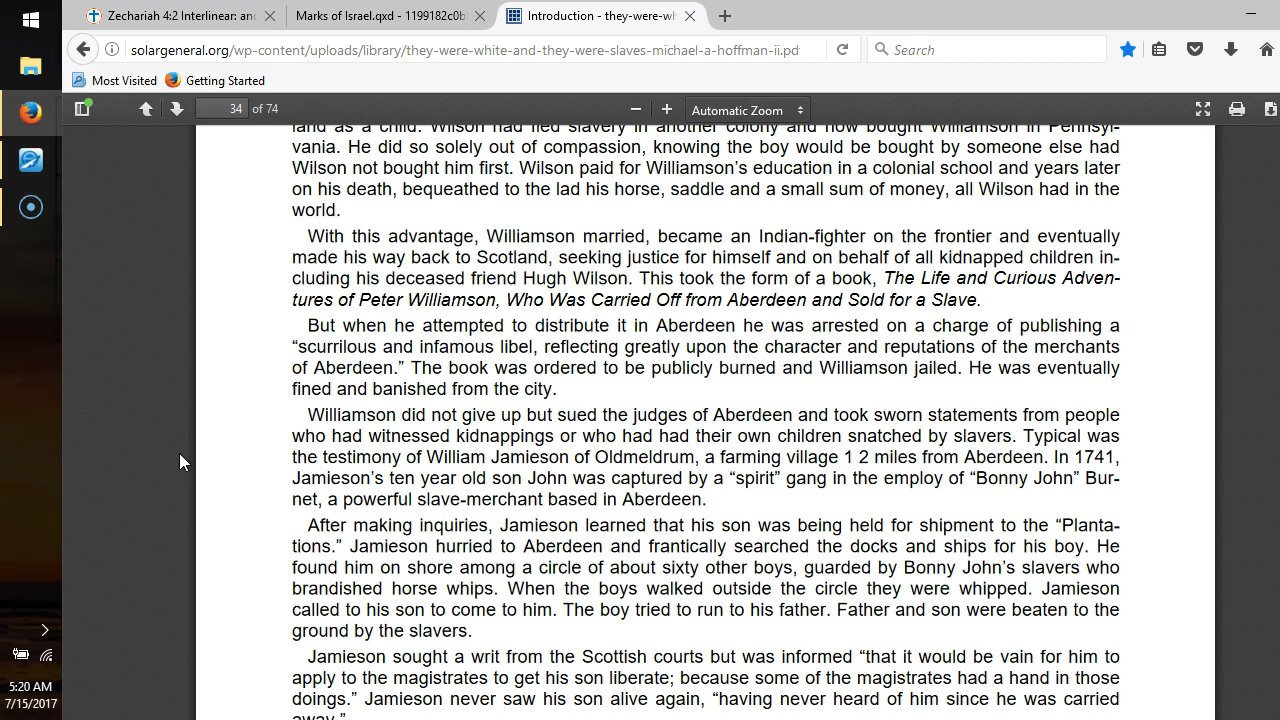 Zechariah 4:2 Interlinear: and
Marks of Israel.qxd - 1199182c0b
Introduction - they-were-wh
solargeneral.org/wp-content/uploads/library/they-were-white-and-they-were-slaves-michael-a-hoffman-ii.pd
Search
Most Visited
Getting Started
34 of 74
Automatic Zoom
land as a child. Wilson had fled slavery in another colony and now bought Williamson in Pennsyl-
vania. He did so solely out of compassion, knowing the boy would be bought by someone else had
Wilson not bought him first. Wilson paid for Williamson’s education in a colonial school and years later
on his death, bequeathed to the lad his horse, saddle and a small sum of money, all Wilson had in the
world.
With this advantage, Williamson married, became an Indian-fighter on the frontier and eventually
made his way back to Scotland, seeking justice for himself and on behalf of all kidnapped children in-
cluding his deceased friend Hugh Wilson. This took the form of a book, The Life and Curious Adven-
tures of Peter Williamson, Who Was Carried Off from Aberdeen and Sold for a Slave.
But when he attempted to distribute it in Aberdeen he was arrested on a charge of publishing a
“scurrilous and infamous libel, reflecting greatly upon the character and reputations of the merchants
of Aberdeen.” The book was ordered to be publicly burned and Williamson jailed. He was eventually
fined and banished from the city.
Williamson did not give up but sued the judges of Aberdeen and took sworn statements from people
who had witnessed kidnappings or who had had their own children snatched by slavers. Typical was
the testimony of William Jamieson of Oldmeldrum, a farming village 1 2 miles from Aberdeen. In 1741,
Jamieson’s ten year old son John was captured by a “spirit” gang in the employ of “Bonny John” Bur-
net, a powerful slave-merchant based in Aberdeen.
After making inquiries, Jamieson learned that his son was being held for shipment to the “Planta-
tions.” Jamieson hurried to Aberdeen and frantically searched the docks and ships for his boy. He
found him on shore among a circle of about sixty other boys, guarded by Bonny John’s slavers who
brandished horse whips. When the boys walked outside the circle they were whipped. Jamieson
called to his son to come to him. The boy tried to run to his father. Father and son were beaten to the
ground by the slavers.
Jamieson sought a writ from the Scottish courts but was informed “that it would be vain for him to
apply to the magistrates to get his son liberate; because some of the magistrates had a hand in those
doings.” Jamieson never saw his son alive again, “having never heard of him since he was carried
away.”
5:20 AM
7/15/2017